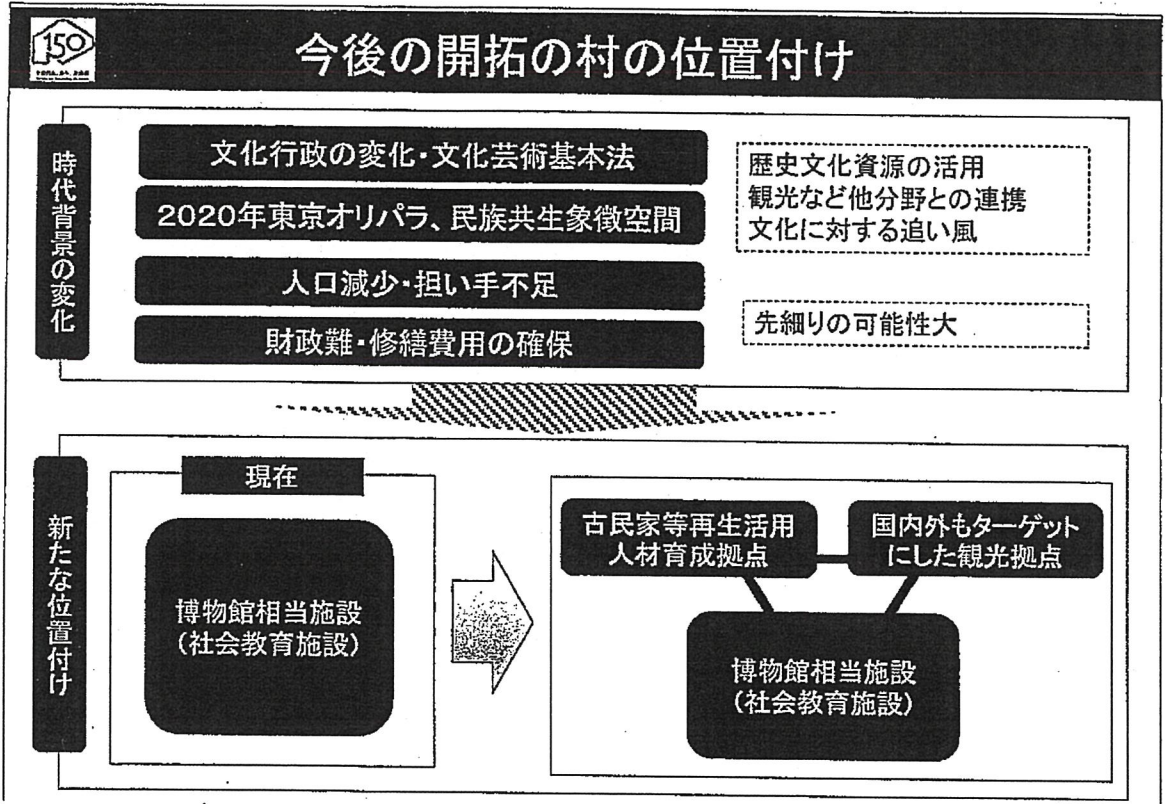 150
今後の開拓の村の位置付け
時代背景の変化
文化行政の変化・文化芸術基本法
2020年東京オリパラ、民族共生象徴空間
人口減少・担い手不足
財政難・修繕費用の確保
歴史文化資源の活用
観光など他分野との連携
文化に対する追い風
先細りの可能性大
新たな位置付け
現在
博物館相当施設
(社会教育施設)
古民家等再生活用
人材育成拠点
国内外もターゲット
にした観光拠点
博物館相当施設
(社会教育施設)